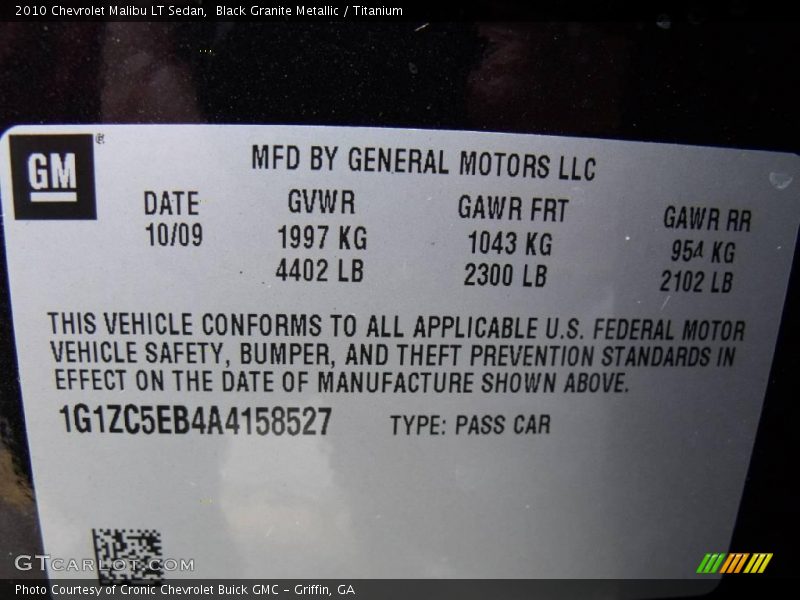 2010 Chevrolet Malibu LT Sedan, Black Granite Metallic / Titanium
GM®
MFD BY GENERAL MOTORS LLC
DATE GVWR GAWR FRT GAWR RR
10/09 1997 KG 1043 KG 954 KG
4402 LB 2300 LB 2102 LB
THIS VEHICLE CONFORMS TO ALL APPLICABLE U.S. FEDERAL MOTOR
VEHICLE SAFETY, BUMPER, AND THEFT PREVENTION STANDARDS IN
EFFECT ON THE DATE OF MANUFACTURE SHOWN ABOVE.
1G1ZC5EB4A4158527 TYPE: PASS CAR
GTcarlot.com
Photo Courtesy of Cronic Chevrolet Buick GMC – Griffin, GA